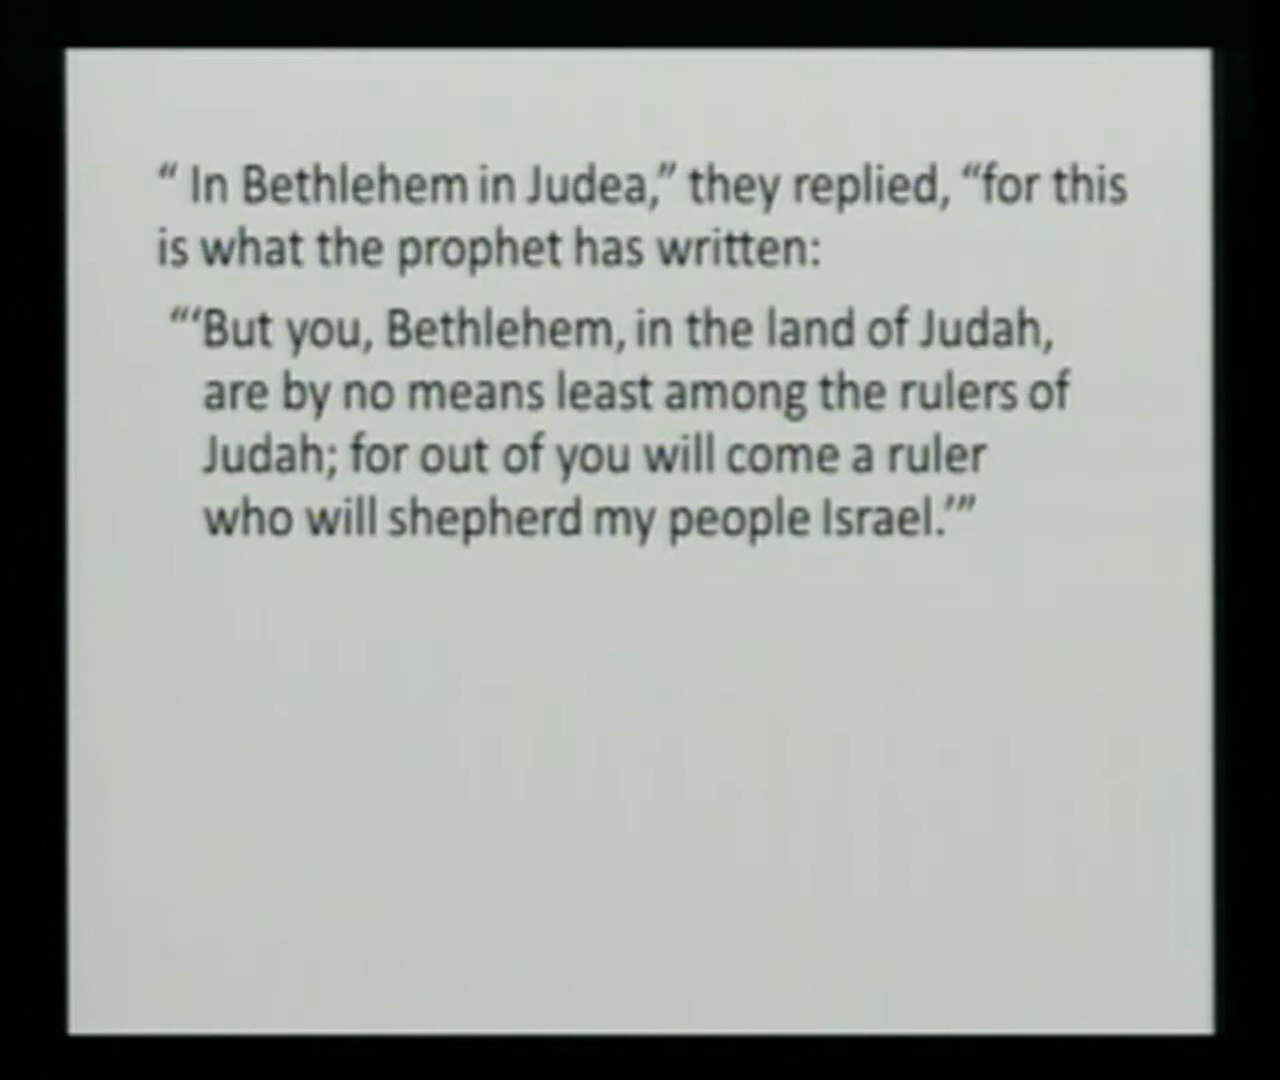 “ In Bethlehem in Judea,” they replied, “for this
is what the prophet has written:
“‘But you, Bethlehem, in the land of Judah,
are by no means least among the rulers of
Judah; for out of you will come a ruler
who will shepherd my people Israel.’”